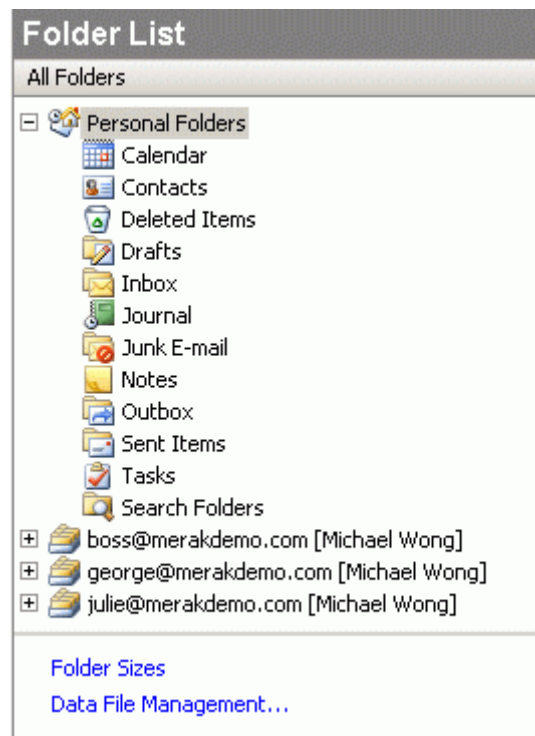 Folder List
All Folders
Personal Folders
Calendar
Contacts
Deleted Items
Drafts
Inbox
Journal
Junk E-mail
Notes
Outbox
Sent Items
Tasks
Search Folders
boss@merakdemo.com [Michael Wong]
george@merakdemo.com [Michael Wong]
julie@merakdemo.com [Michael Wong]
Folder Sizes
Data File Management...